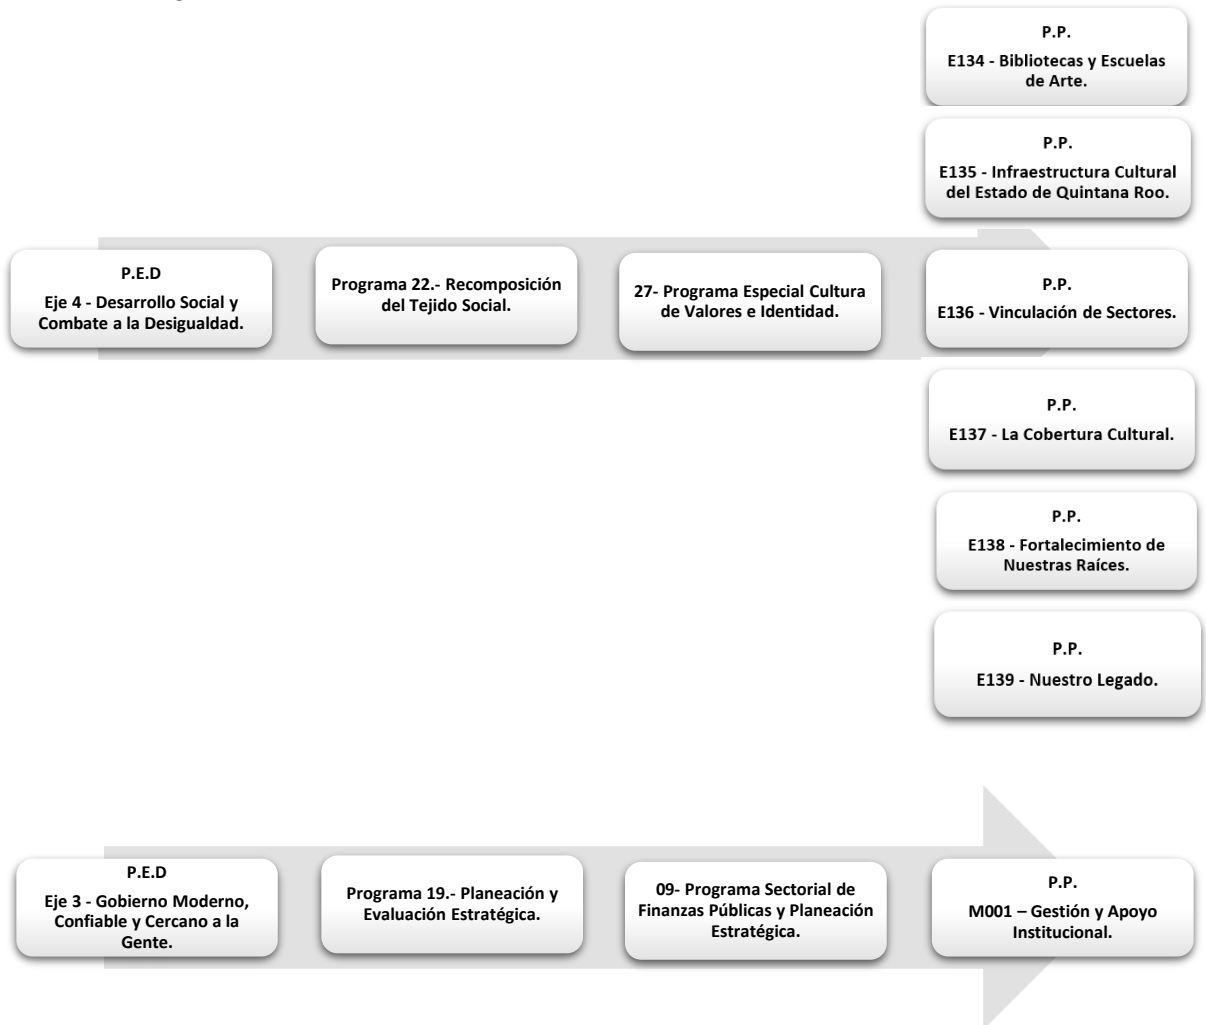 P.P.
E134 - Bibliotecas y Escuelas
de Arte.
P.P.
E135 - Infraestructura Cultural
del Estado de Quintana Roo.
P.E.D
Eje 4 - Desarrollo Social y
Combate a la Desigualdad.
Programa 22.- Recomposición
del Tejido Social.
27- Programa Especial Cultura
de Valores e Identidad.
P.P.
E136 - Vinculación de Sectores.
P.P.
E137 - La Cobertura Cultural.
P.P.
E138 - Fortalecimiento de
Nuestras Raíces.
P.P.
E139 - Nuestro Legado.
P.E.D
Eje 3 - Gobierno Moderno,
Confiable y Cercano a la
Gente.
Programa 19.- Planeación y
Evaluación Estratégica.
09- Programa Sectorial de
Finanzas Públicas y Planeación
Estratégica.
P.P.
M001 – Gestión y Apoyo
Institucional.